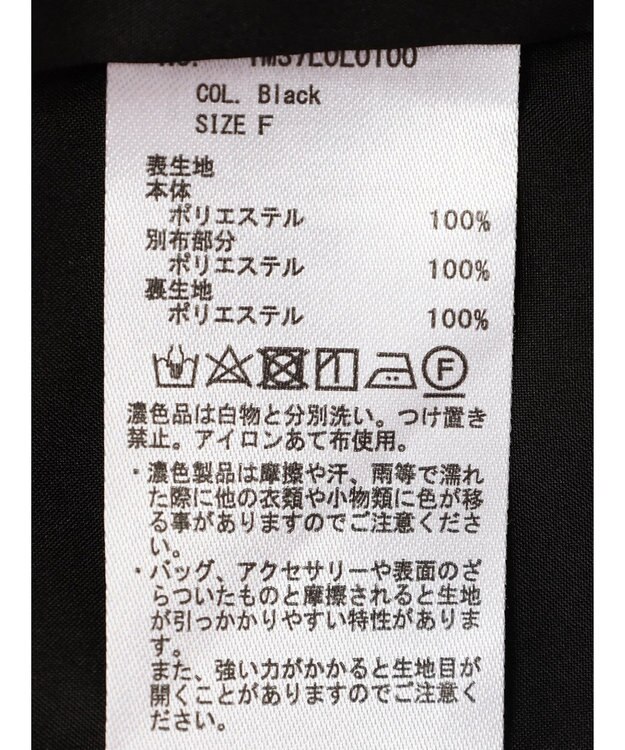 COL. Black
SIZE F
表生地
本体
ポリエステル 100%
別布部分
ポリエステル 100%
裏生地
ポリエステル 100%
F
濃色品は白物と分別洗い。つけ置き
禁止。アイロンあて布使用。
・濃色製品は摩擦や汗、雨等で濡れ
た際に他の衣類や小物類に色が移
る事がありますのでご注意くださ
い。
・バッグ、アクセサリーや表面のざ
らついたものと摩擦されると生地
が引っかかりやすい特性がありま
す。
また、強い力がかかると生地目が
開くことがありますのでご注意く
ださい。